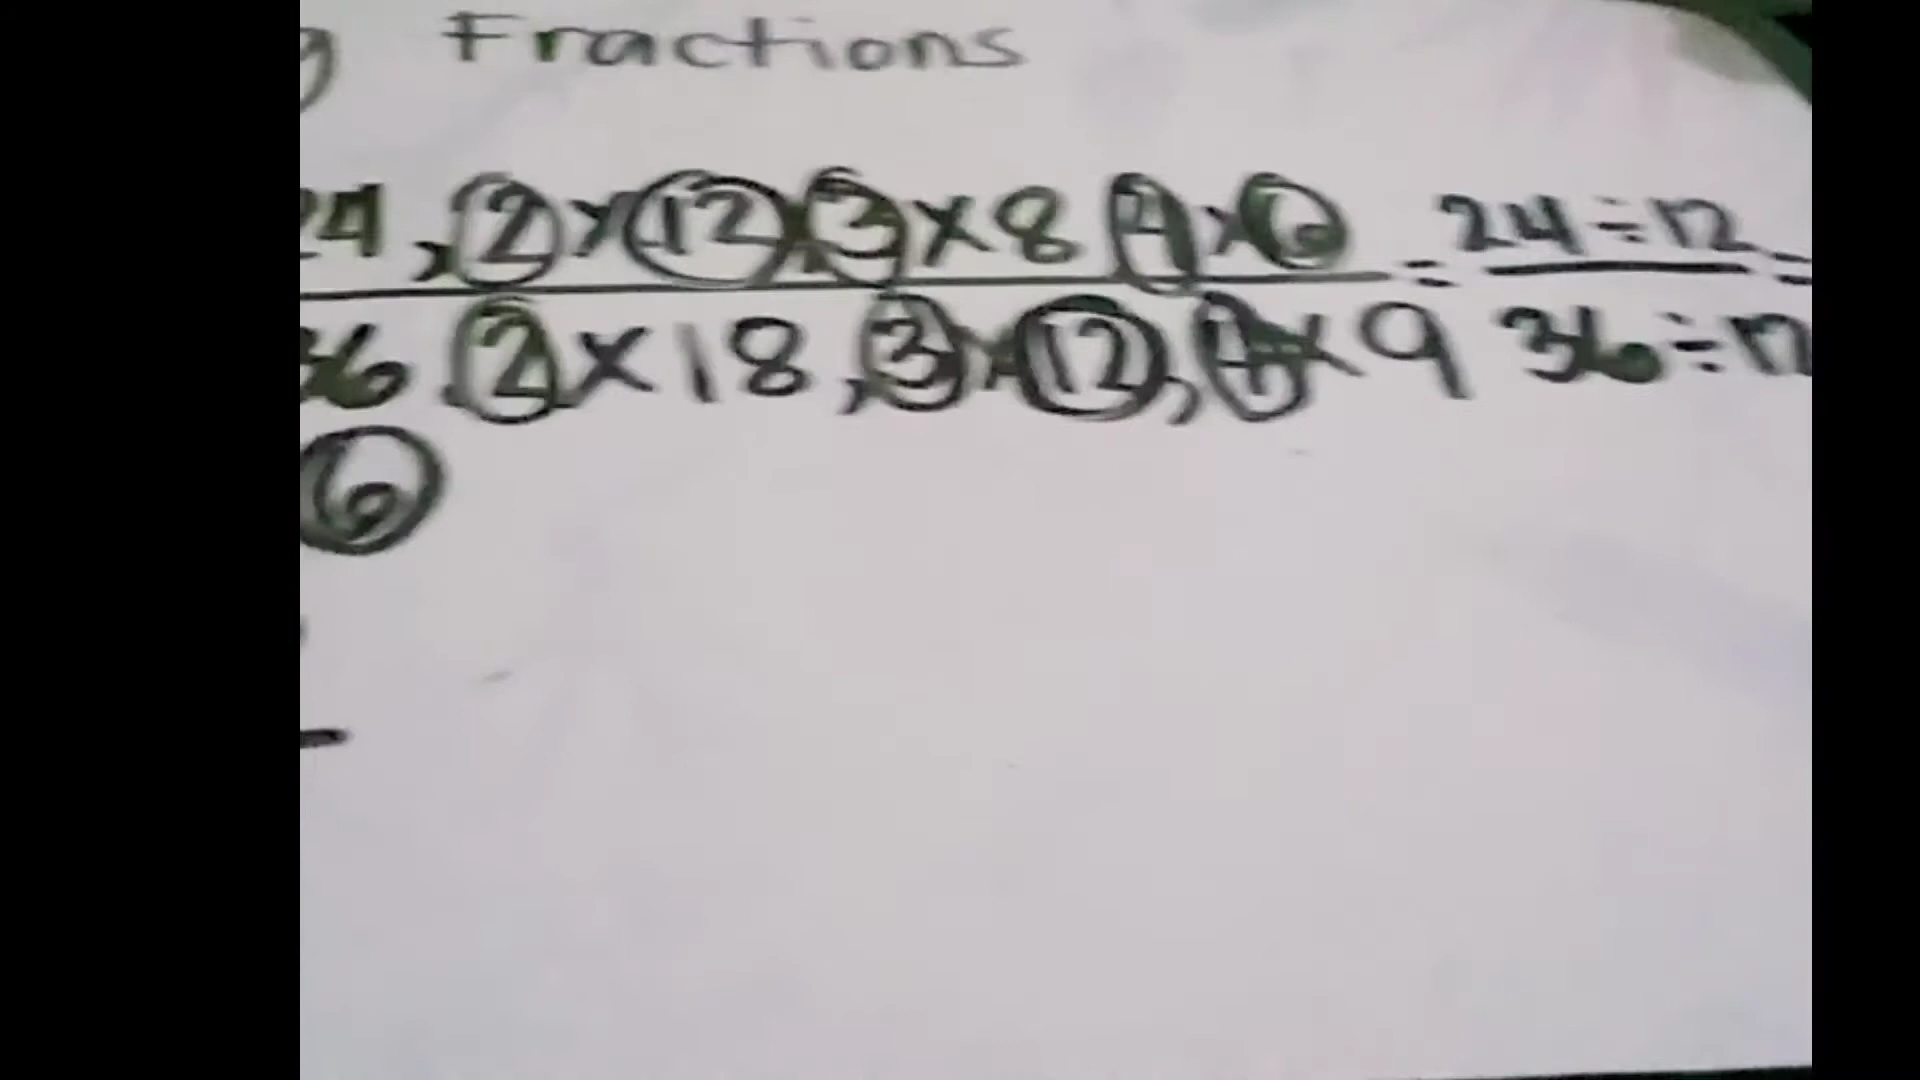 g Fractions
24, 2×12, 3×8 4×6 = 24÷12 =
36 2×18, 3×12, 4×9 36÷12
6